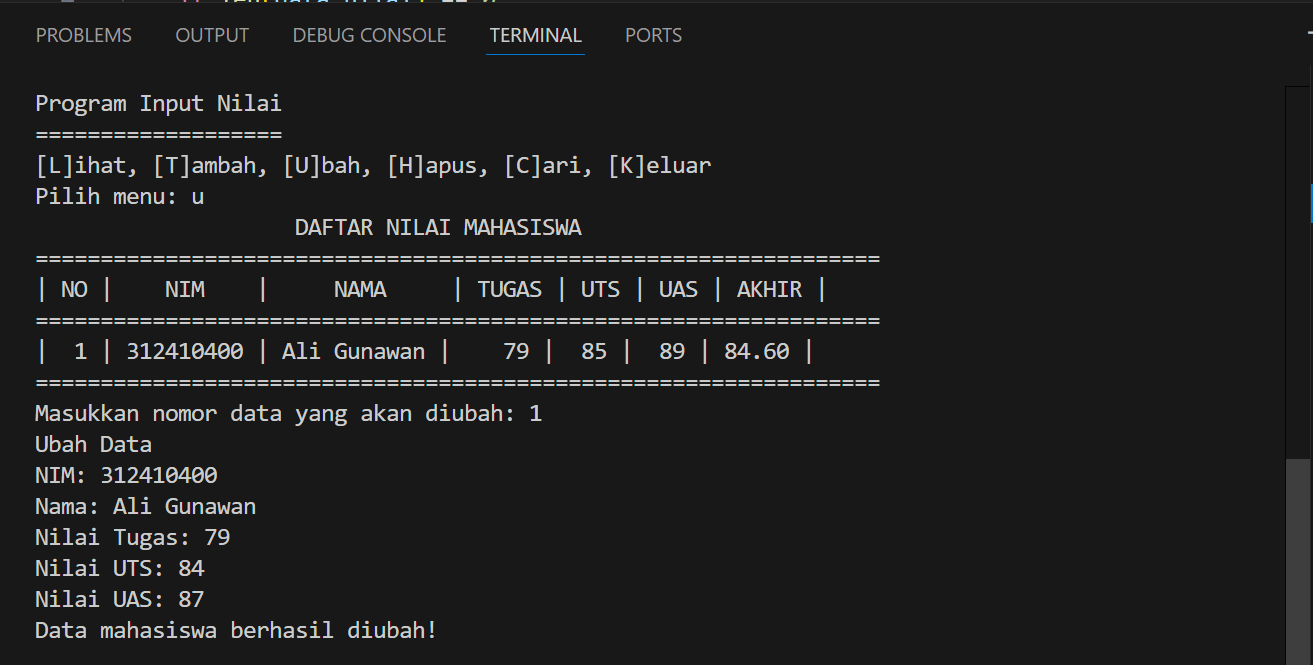 PROBLEMS OUTPUT DEBUG CONSOLE TERMINAL PORTS
Program Input Nilai
===================
[L]ihat, [T]ambah, [U]bah, [H]apus, [C]ari, [K]eluar
Pilih menu: u
                    DAFTAR NILAI MAHASISWA
=================================================================
| NO |    NIM    |     NAMA     | TUGAS | UTS | UAS | AKHIR |
=================================================================
|  1 | 312410400 | Ali Gunawan |    79 |  85 |  89 | 84.60 |
=================================================================
Masukkan nomor data yang akan diubah: 1
Ubah Data
NIM: 312410400
Nama: Ali Gunawan
Nilai Tugas: 79
Nilai UTS: 84
Nilai UAS: 87
Data mahasiswa berhasil diubah!